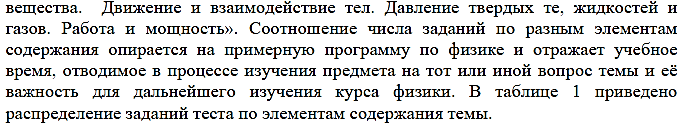 вещества. Движение и взаимодействие тел. Давление твердых те, жидкостей и
газов. Работа и мощность». Соотношение числа заданий по разным элементам
содержания опирается на примерную программу по физике и отражает учебное
время, отводимое в процессе изучения предмета на тот или иной вопрос темы и её
важность для дальнейшего изучения курса физики. В таблице 1 приведено
распределение заданий теста по элементам содержания темы.